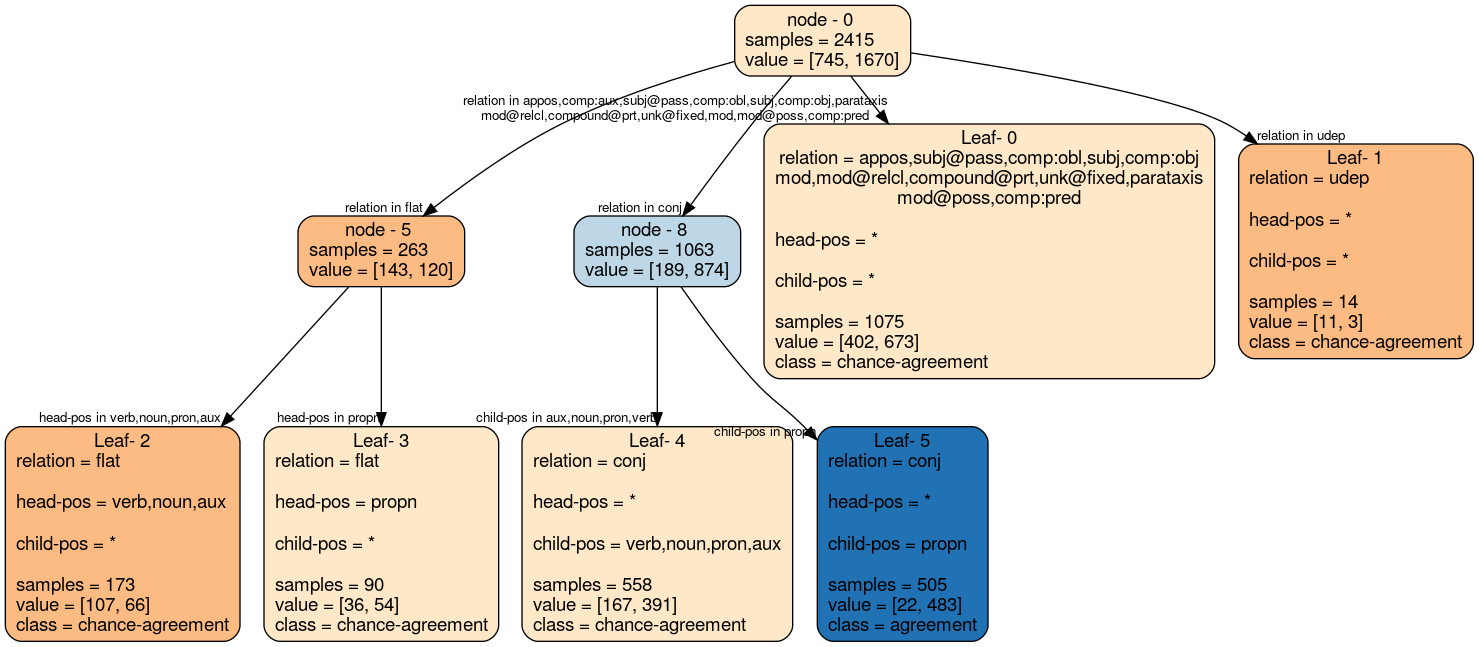 node - 0
samples = 2415
value = [745, 1670]
relation in appos,comp:aux,subj@pass,comp:obl,subj,comp:obj,parataxis
mod@relcl,compound@prt,unk@fixed,mod,mod@poss,comp:pred
relation in flat
relation in conj
relation in udep
node - 5
samples = 263
value = [143, 120]
node - 8
samples = 1063
value = [189, 874]
Leaf- 0
relation = appos,subj@pass,comp:obl,subj,comp:obj
mod,mod@relcl,compound@prt,unk@fixed,parataxis
mod@poss,comp:pred
head-pos = *
child-pos = *
samples = 1075
value = [402, 673]
class = chance-agreement
Leaf- 1
relation = udep
head-pos = *
child-pos = *
samples = 14
value = [11, 3]
class = chance-agreement
head-pos in verb,noun,pron,aux
head-pos in propn
child-pos in aux,noun,pron,verb
child-pos in propn
Leaf- 2
relation = flat
head-pos = verb,noun,aux
child-pos = *
samples = 173
value = [107, 66]
class = chance-agreement
Leaf- 3
relation = flat
head-pos = propn
child-pos = *
samples = 90
value = [36, 54]
class = chance-agreement
Leaf- 4
relation = conj
head-pos = *
child-pos = verb,noun,pron,aux
samples = 558
value = [167, 391]
class = chance-agreement
Leaf- 5
relation = conj
head-pos = *
child-pos = propn
samples = 505
value = [22, 483]
class = agreement